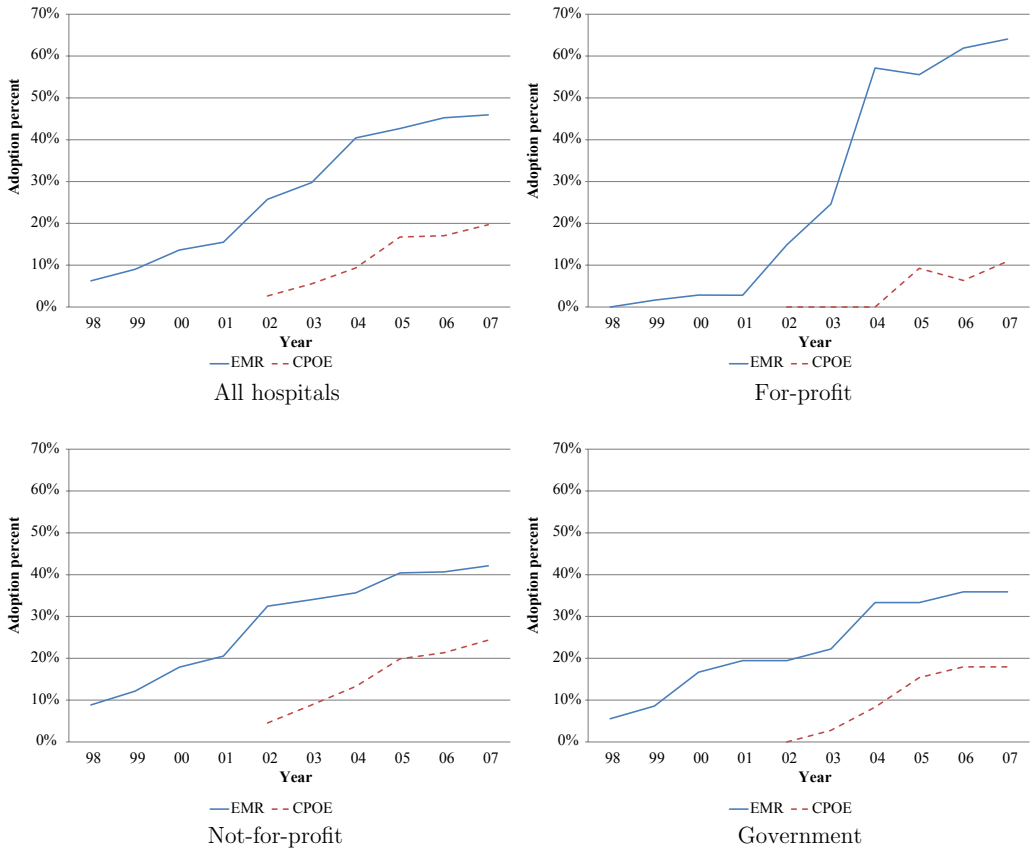 70%
60%
50%
40%
30%
20%
10%
0%
Adoption percent
98 99 00 01 02 03 04 05 06 07
Year
EMR CPOE
All hospitals
70%
60%
50%
40%
30%
20%
10%
0%
Adoption percent
98 99 00 01 02 03 04 05 06 07
Year
EMR CPOE
For-profit
70%
60%
50%
40%
30%
20%
10%
0%
Adoption percent
98 99 00 01 02 03 04 05 06 07
Year
EMR CPOE
Not-for-profit
70%
60%
50%
40%
30%
20%
10%
0%
Adoption percent
98 99 00 01 02 03 04 05 06 07
Year
EMR CPOE
Government